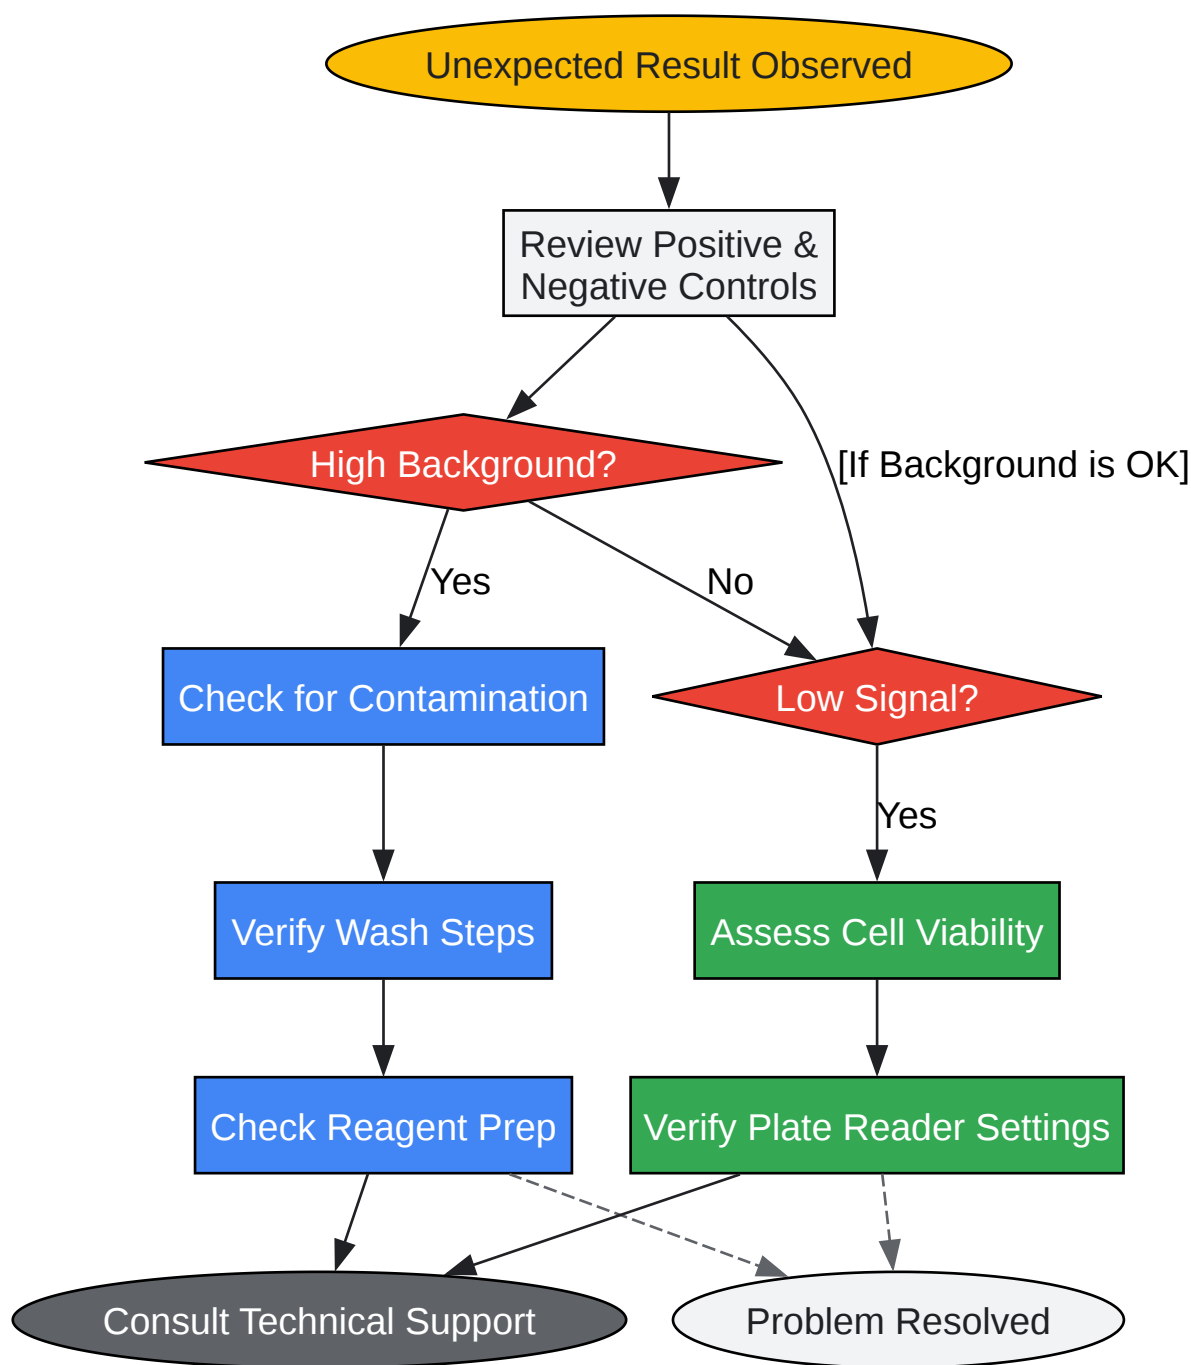 Unexpected Result Observed
Review Positive &
Negative Controls
High Background?
[If Background is OK]
Yes
No
Check for Contamination
Low Signal?
Yes
Verify Wash Steps
Assess Cell Viability
Check Reagent Prep
Verify Plate Reader Settings
Consult Technical Support
Problem Resolved